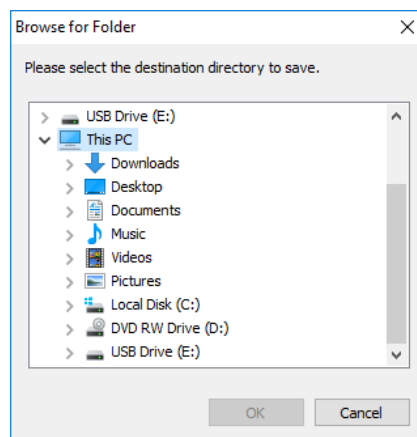 Browse for Folder
Please select the destination directory to save.
USB Drive (E:)
This PC
Downloads
Desktop
Documents
Music
Videos
Pictures
Local Disk (C:)
DVD RW Drive (D:)
USB Drive (E:)
OK Cancel